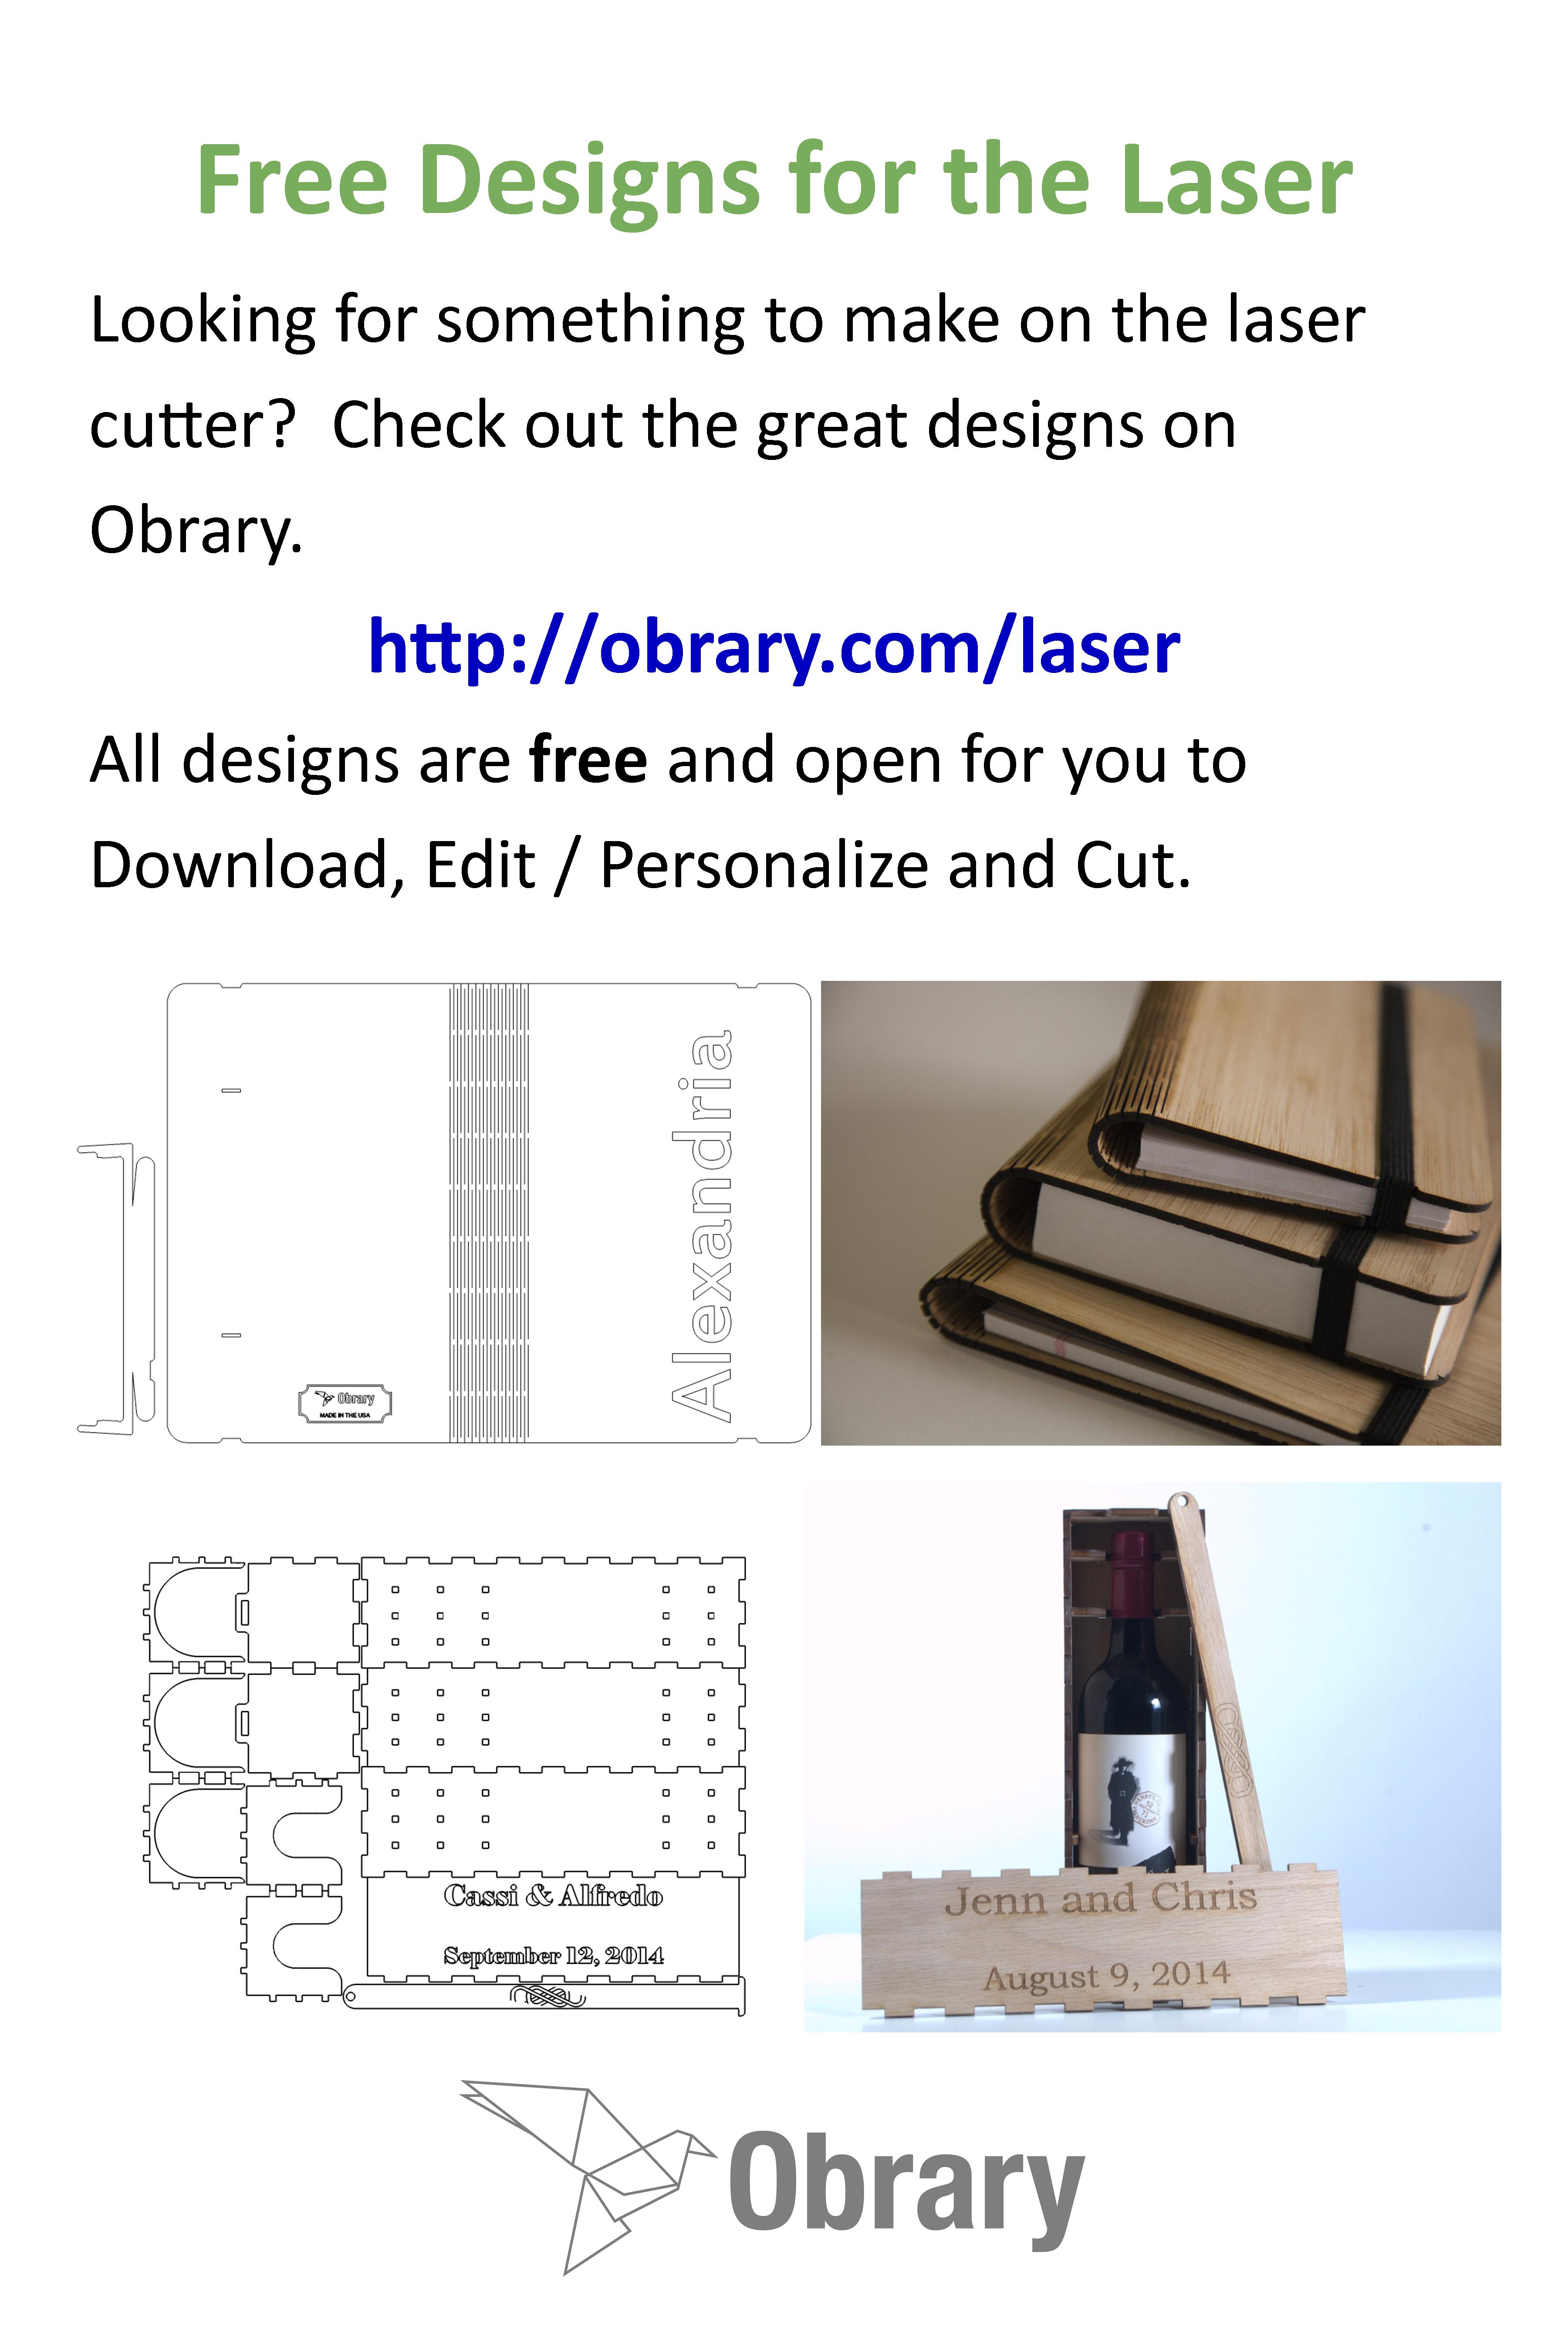 Free Designs for the Laser
Looking for something to make on the laser
cutter?  Check out the great designs on
Obrary.
http://obrary.com/laser
All designs are free and open for you to
Download, Edit / Personalize and Cut.
Alexandria
Obrary
MADE IN THE USA
Cassi & Alfredo
September 12, 2014
Jenn and Chris
August 9, 2014
Obrary